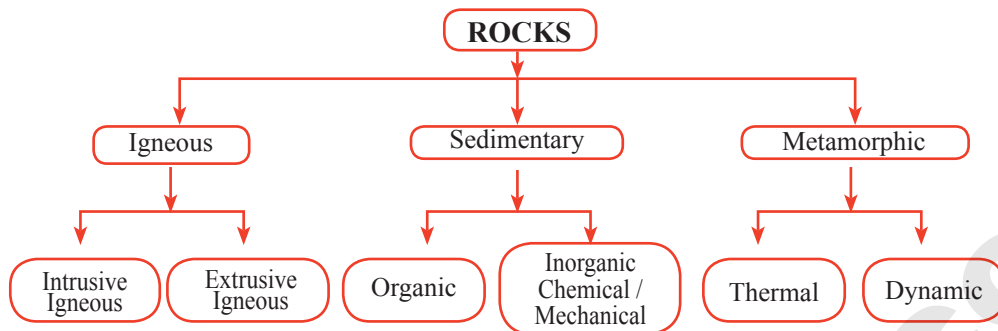 ROCKS
Igneous
Sedimentary
Metamorphic
Intrusive
Igneous
Extrusive
Igneous
Organic
Inorganic
Chemical /
Mechanical
Thermal
Dynamic